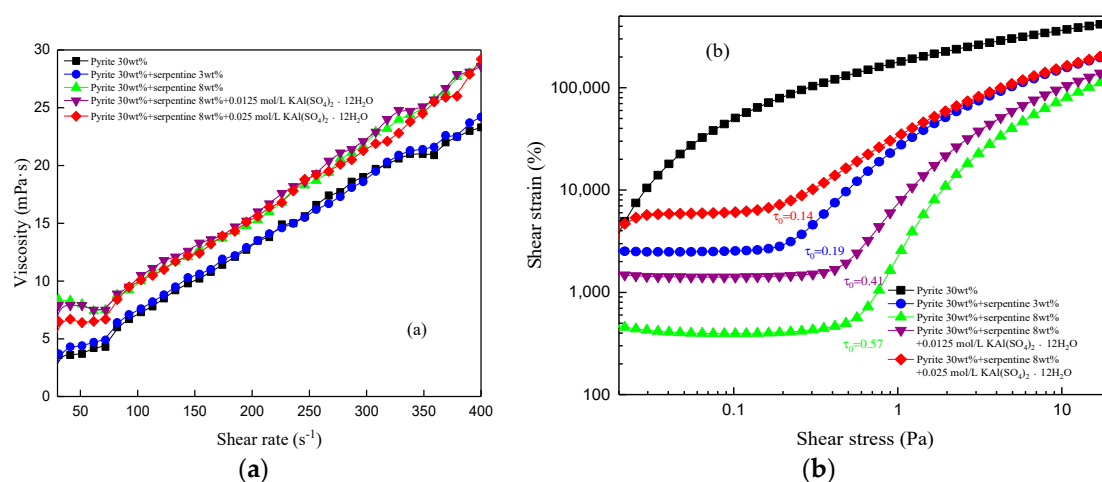 30
25
20
15
10
5
0
Viscosity (mPa·s)
Pyrite 30wt%
Pyrite 30wt%+serpentine 3wt%
Pyrite 30wt%+serpentine 8wt%
Pyrite 30wt%+serpentine 8wt%+0.0125 mol/L KAl(SO₄)₂ · 12H₂O
Pyrite 30wt%+serpentine 8wt%+0.025 mol/L KAl(SO₄)₂ · 12H₂O
(a)
50 100 150 200 250 300 350 400
Shear rate (s⁻¹)
(a)
100,000
10,000
1,000
100
Shear strain (%)
(b)
τ₀=0.14
τ₀=0.19
τ₀=0.41
τ₀=0.57
Pyrite 30wt%
Pyrite 30wt%+serpentine 3wt%
Pyrite 30wt%+serpentine 8wt%
Pyrite 30wt%+serpentine 8wt%
+0.0125 mol/L KAl(SO₄)₂ · 12H₂O
Pyrite 30wt%+serpentine 8wt%
+0.025 mol/L KAl(SO₄)₂ · 12H₂O
0.1 1 10
Shear stress (Pa)
(b)